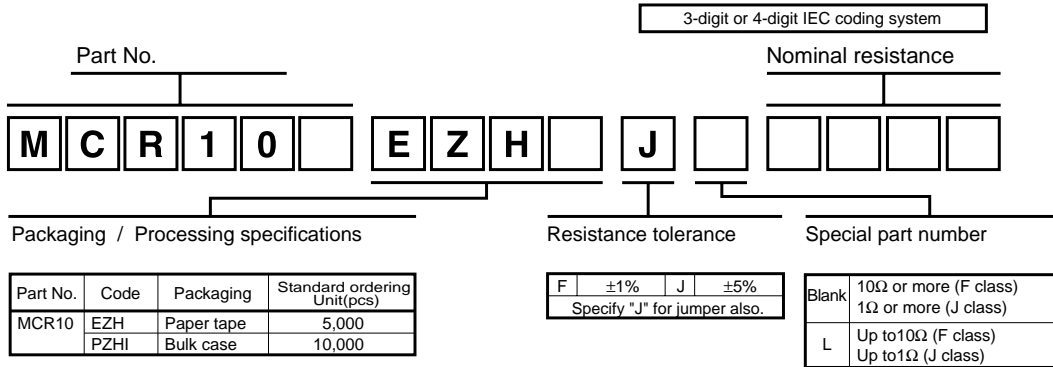 3-digit or 4-digit IEC coding system
Part No.
Nominal resistance
M C R 1 0 E Z H J
Packaging / Processing specifications
Resistance tolerance
Special part number
Part No. Code Packaging Standard ordering Unit(pcs)
MCR10 EZH Paper tape 5,000
PZHI Bulk case 10,000
F ±1% J ±5%
Specify "J" for jumper also.
Blank 10Ω or more (F class)
1Ω or more (J class)
L Up to10Ω (F class)
Up to1Ω (J class)